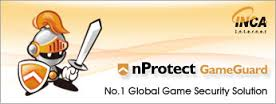 INCA
Internet
nProtect GameGuard
No.1 Global Game Security Solution